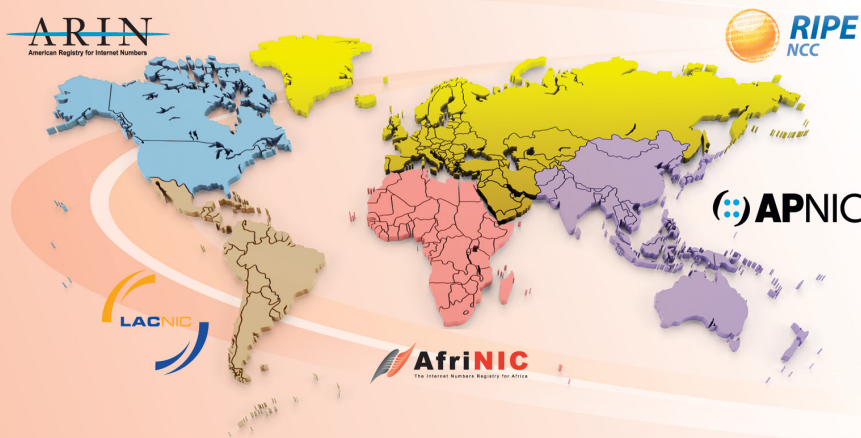 ARIN
American Registry for Internet Numbers
RIPE
NCC
APNIC
LACNIC
AfriNIC
The Internet Numbers Registry for Africa